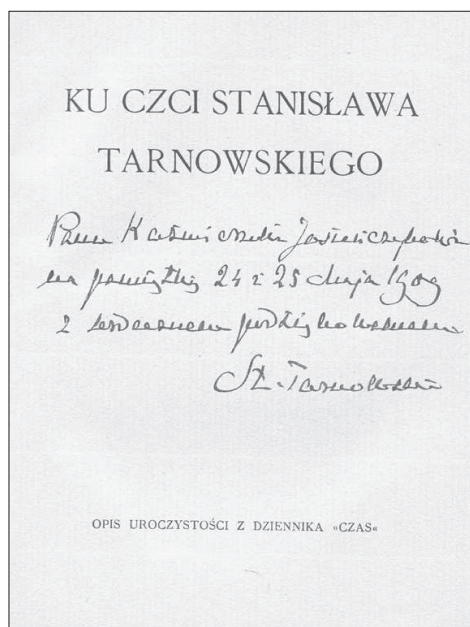 KU CZCI STANISŁAWA
TARNOWSKIEGO
Panu Kaźmierzowi
na pamiątkę 24 i 25 Maja 1909
z serdecznem podziękowaniem
St. Tarnowski
OPIS UROCZYSTOŚCI Z DZIENNIKA «CZAS«